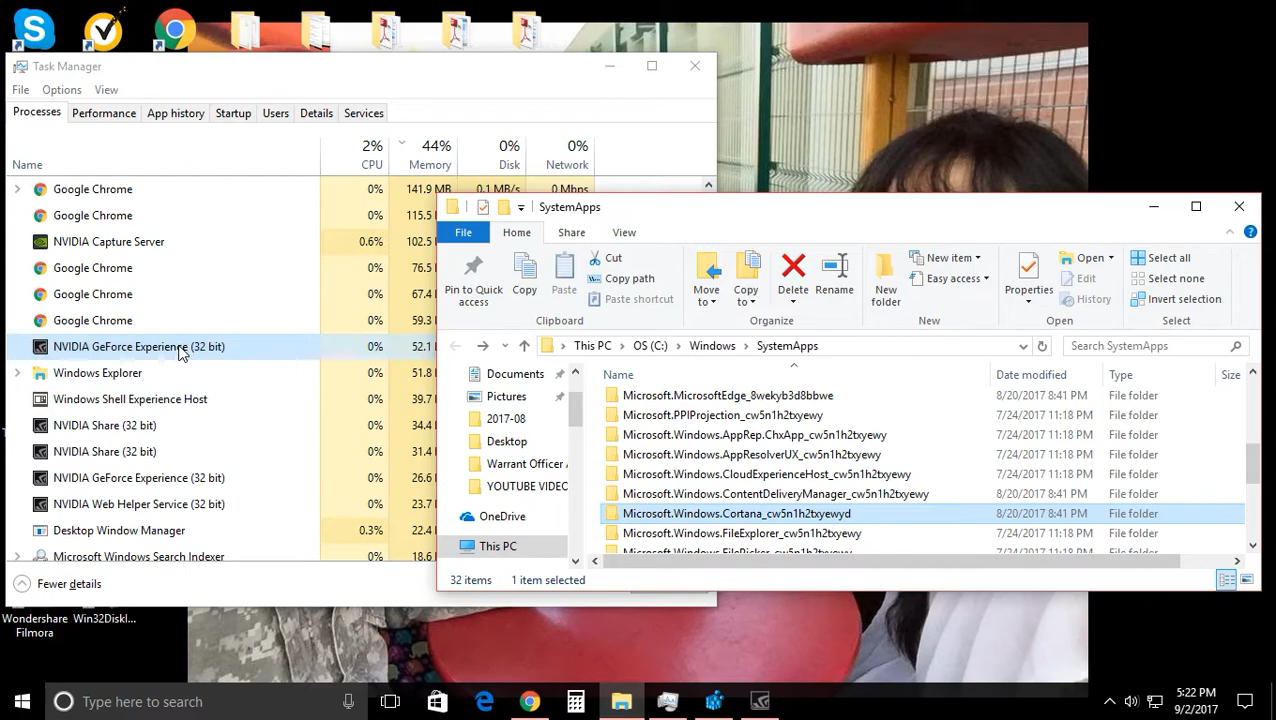 Task Manager
File Options View
Processes Performance App history Startup Users Details Services
2% 44% 0% 0%
Name CPU Memory Disk Network
Google Chrome 0% 141.9 MB 0.1 MB/s 0 Mbps
Google Chrome 0% 115.5
NVIDIA Capture Server 0.6% 102.5
Google Chrome 0% 76.5
Google Chrome 0% 67.4
Google Chrome 0% 59.3
NVIDIA GeForce Experience (32 bit) 0% 52.1
Windows Explorer 0% 51.8
Windows Shell Experience Host 0% 39.7
NVIDIA Share (32 bit) 0% 34.4
NVIDIA Share (32 bit) 0% 31.4
NVIDIA GeForce Experience (32 bit) 0% 26.6
NVIDIA Web Helper Service (32 bit) 0% 23.7
Desktop Window Manager 0.3% 22.4
Microsoft Windows Search Indexer 0% 18.6
Fewer details
SystemApps
File Home Share View
Pin to Quick access
Copy
Paste
Cut
Copy path
Paste shortcut
Clipboard
Move to
Copy to
Delete
Rename
Organize
New folder
New item
Easy access
New
Properties
Open
Edit
History
Open
Select all
Select none
Invert selection
Select
This PC OS (C:) Windows SystemApps
Search SystemApps
Documents
Pictures
2017-08
Desktop
Warrant Officer
YOUTUBE VIDEO
OneDrive
This PC
Name Date modified Type Size
Microsoft.MicrosoftEdge_8wekyb3d8bbwe 8/20/2017 8:41 PM File folder
Microsoft.PPIProjection_cw5n1h2txyewy 7/24/2017 11:18 PM File folder
Microsoft.Windows.AppRep.ChxApp_cw5n1h2txyewy 7/24/2017 11:18 PM File folder
Microsoft.Windows.AppResolverUX_cw5n1h2txyewy 7/24/2017 11:18 PM File folder
Microsoft.Windows.CloudExperienceHost_cw5n1h2txyewy 7/24/2017 11:18 PM File folder
Microsoft.Windows.ContentDeliveryManager_cw5n1h2txyewy 8/20/2017 8:41 PM File folder
Microsoft.Windows.Cortana_cw5n1h2txyewyd 8/20/2017 8:41 PM File folder
Microsoft.Windows.FileExplorer_cw5n1h2txyewy 7/24/2017 11:18 PM File folder
Microsoft.Windows.FilePicker_cw5n1h2txyewy 7/24/2017 11:18 PM File folder
32 items 1 item selected
Wondershare Filmora
Win32Diskl...
Type here to search
5:22 PM
9/2/2017